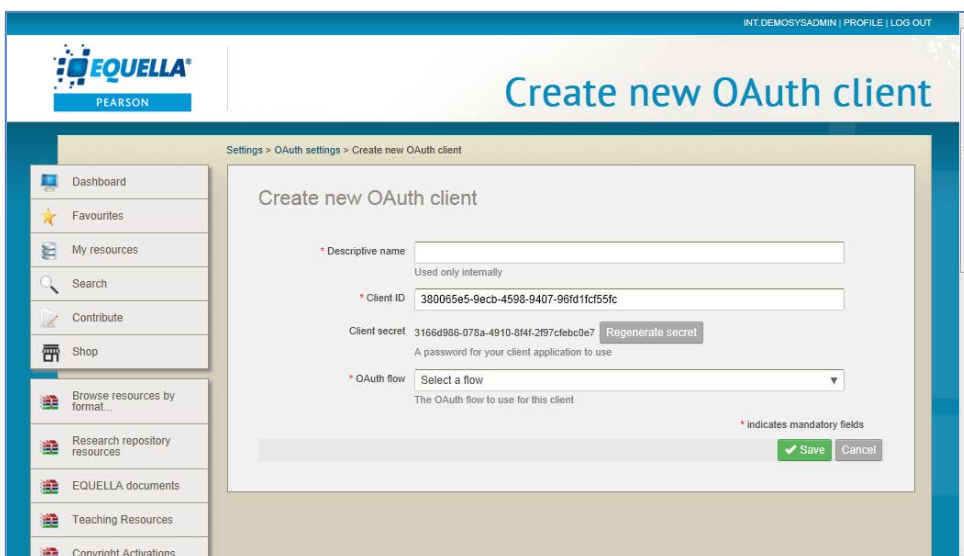 INT.DEMOSYSADMIN | PROFILE | LOG OUT
EQUELLA®
PEARSON
Create new OAuth client
Settings > OAuth settings > Create new OAuth client
Dashboard
Favourites
My resources
Search
Contribute
Shop
Browse resources by
format...
Research repository
resources
EQUELLA documents
Teaching Resources
Copyright Activations
Create new OAuth client
* Descriptive name
Used only internally
* Client ID 380065e5-9ecb-4598-9407-96fd1fcf55fc
Client secret 3166d986-078a-4910-8f4f-2f97cfebc0e7 Regenerate secret
A password for your client application to use
* OAuth flow Select a flow
The OAuth flow to use for this client
* indicates mandatory fields
Save Cancel